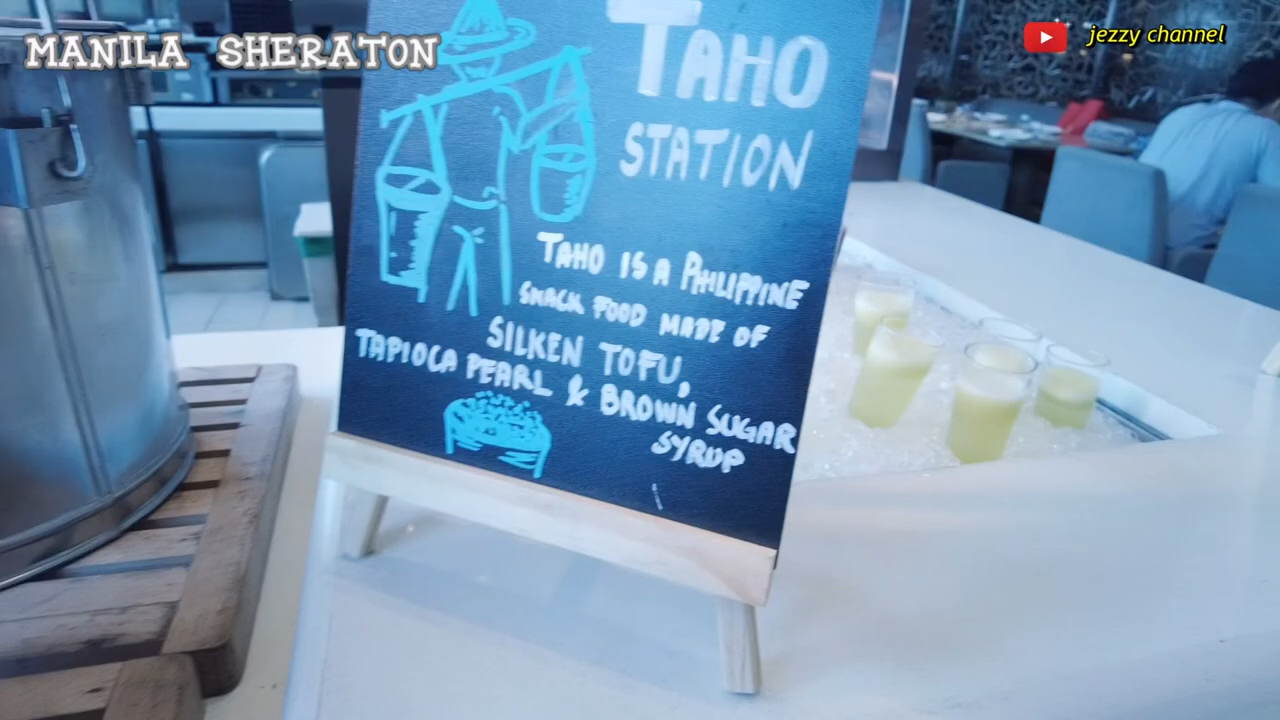 MANILA SHERATON
jezzy channel
TAHO
STATION
TAHO IS A PHILIPPINE
SNACK FOOD MADE OF
SILKEN TOFU,
TAPIOCA PEARL & BROWN SUGAR
SYRUP